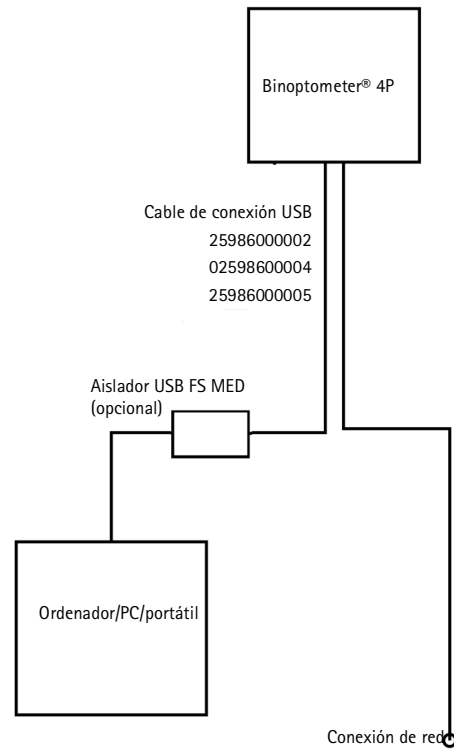 Binoptometer® 4P
Cable de conexión USB
25986000002
02598600004
25986000005
Aislador USB FS MED
(opcional)
Ordenador/PC/portátil
Conexión de red